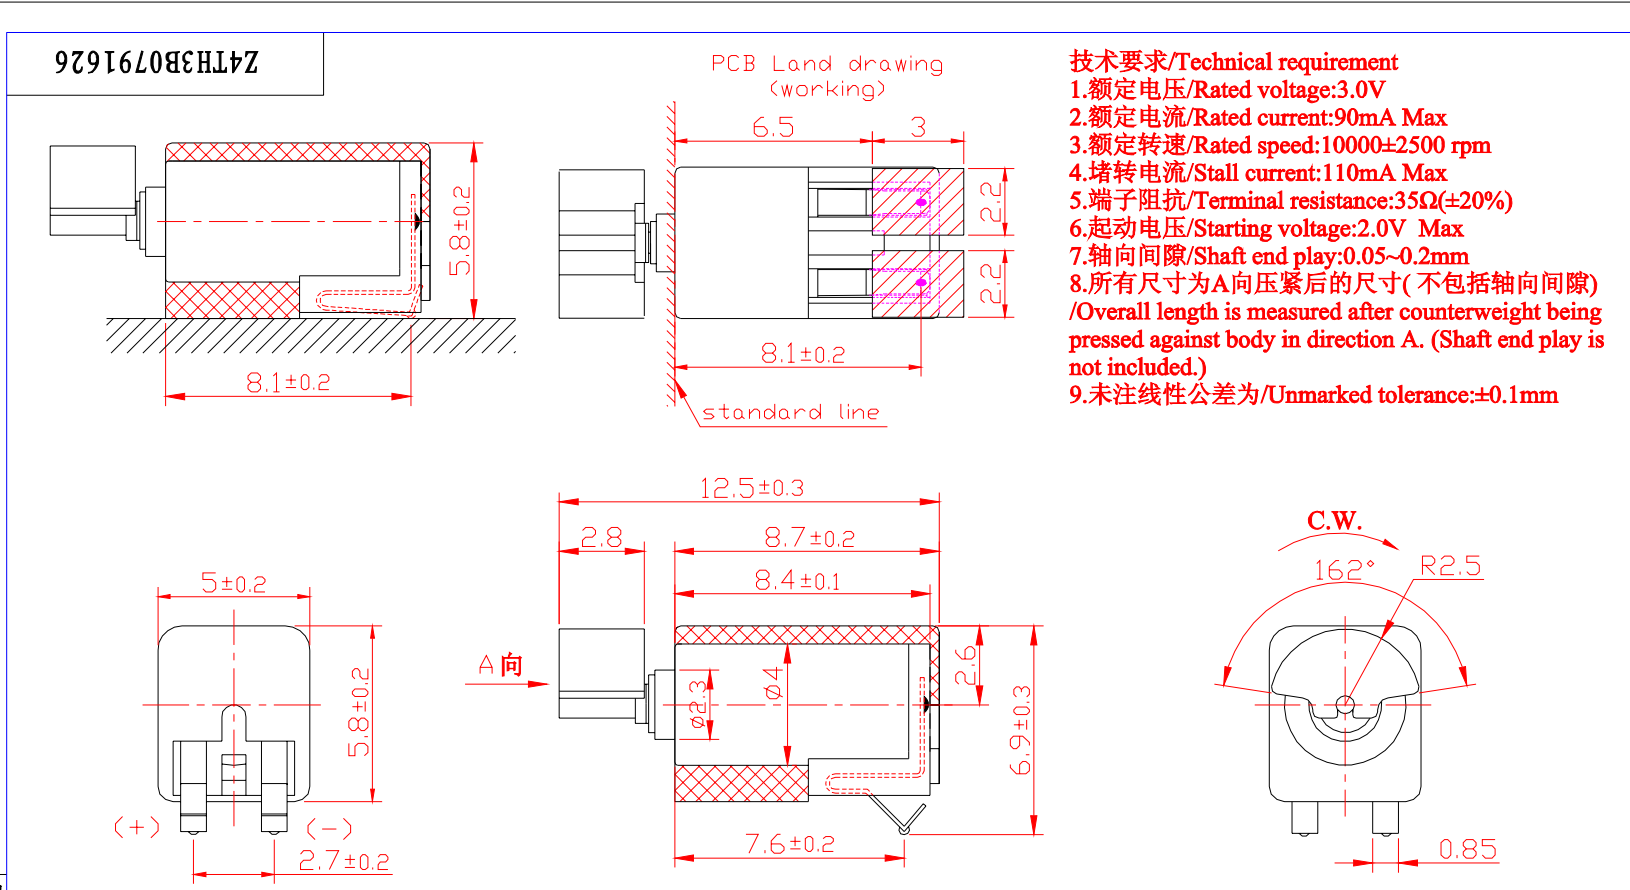 Z4TH3B0791626
PCB Land drawing
(working)
6.5
3
2.2
2.2
5.8±0.2
8.1±0.2
8.1±0.2
standard line
技术要求/Technical requirement
1.额定电压/Rated voltage:3.0V
2.额定电流/Rated current:90mA Max
3.额定转速/Rated speed:10000±2500 rpm
4.堵转电流/Stall current:110mA Max
5.端子阻抗/Terminal resistance:35Ω(±20%)
6.起动电压/Starting voltage:2.0V Max
7.轴向间隙/Shaft end play:0.05~0.2mm
8.所有尺寸为A向压紧后的尺寸( 不包括轴向间隙)
/Overall length is measured after counterweight being
pressed against body in direction A. (Shaft end play is
not included.)
9.未注线性公差为/Unmarked tolerance:±0.1mm
12.5±0.3
2.8
8.7±0.2
8.4±0.1
A向
ø2.3
ø4
2.6
6.9±0.3
7.6±0.2
5±0.2
5.8±0.2
(+)
(-)
2.7±0.2
C.W.
162°
R2.5
0.85